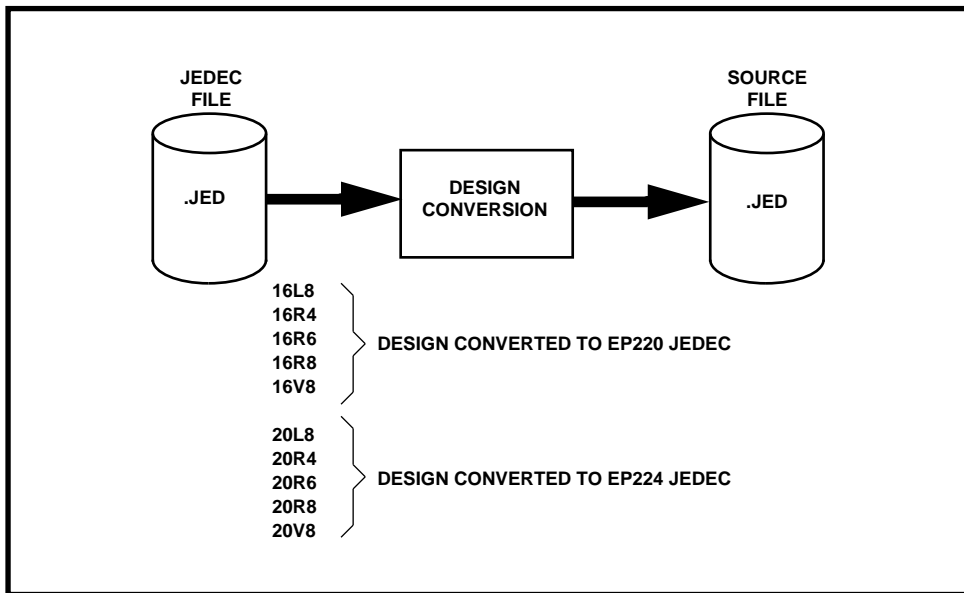 JEDEC
FILE
SOURCE
FILE
.JED
DESIGN
CONVERSION
.JED
16L8
16R4
16R6
16R8
16V8
DESIGN CONVERTED TO EP220 JEDEC
20L8
20R4
20R6
20R8
20V8
DESIGN CONVERTED TO EP224 JEDEC